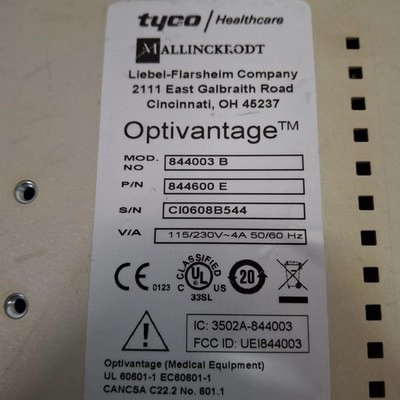 tyco / Healthcare
MALLINCKRODT
Liebel-Flarsheim Company
2111 East Galbraith Road
Cincinnati, OH 45237
Optivantage™
MOD. NO 844003 B
P/N 844600 E
S/N CI0608B544
V/A 115/230V~4A 50/60 Hz
CE 0123 CLASSIFIED C UL US 33SL 20
! IC: 3502A-844003
FCC ID: UEI844003
Optivantage (Medical Equipment)
UL 60601-1 EC60601-1
CANCSA C22.2 No. 601.1